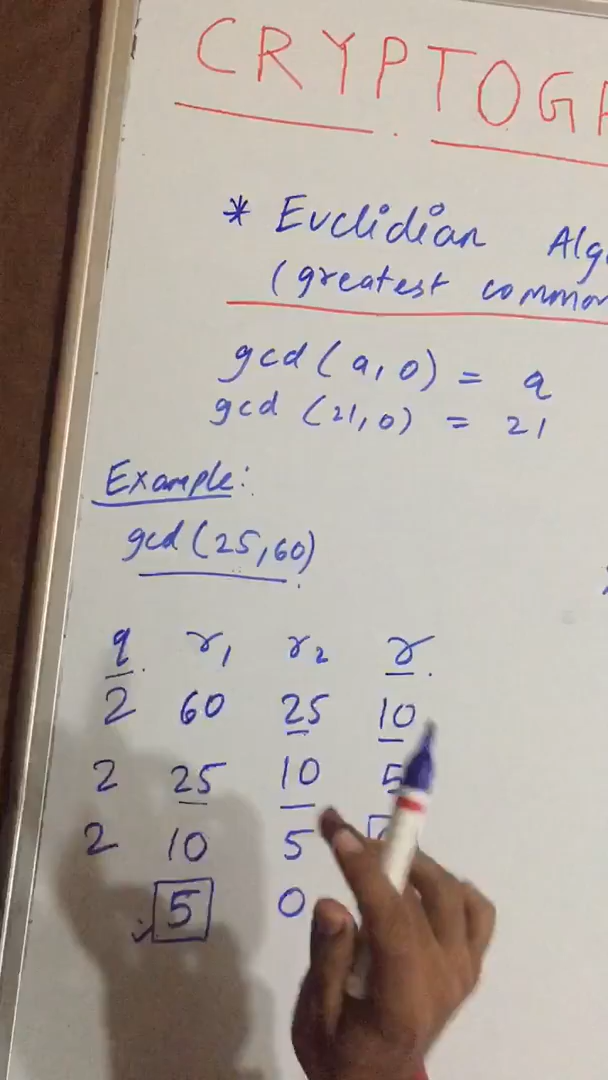 CRYPTOG
* Euclidian Alg
(greatest common
gcd(a,0) = a
gcd(21,0) = 21
Example:
gcd(25,60)
q r1 r2 r
2 60 25 10
2 25 10 5
2 10 5
5 0